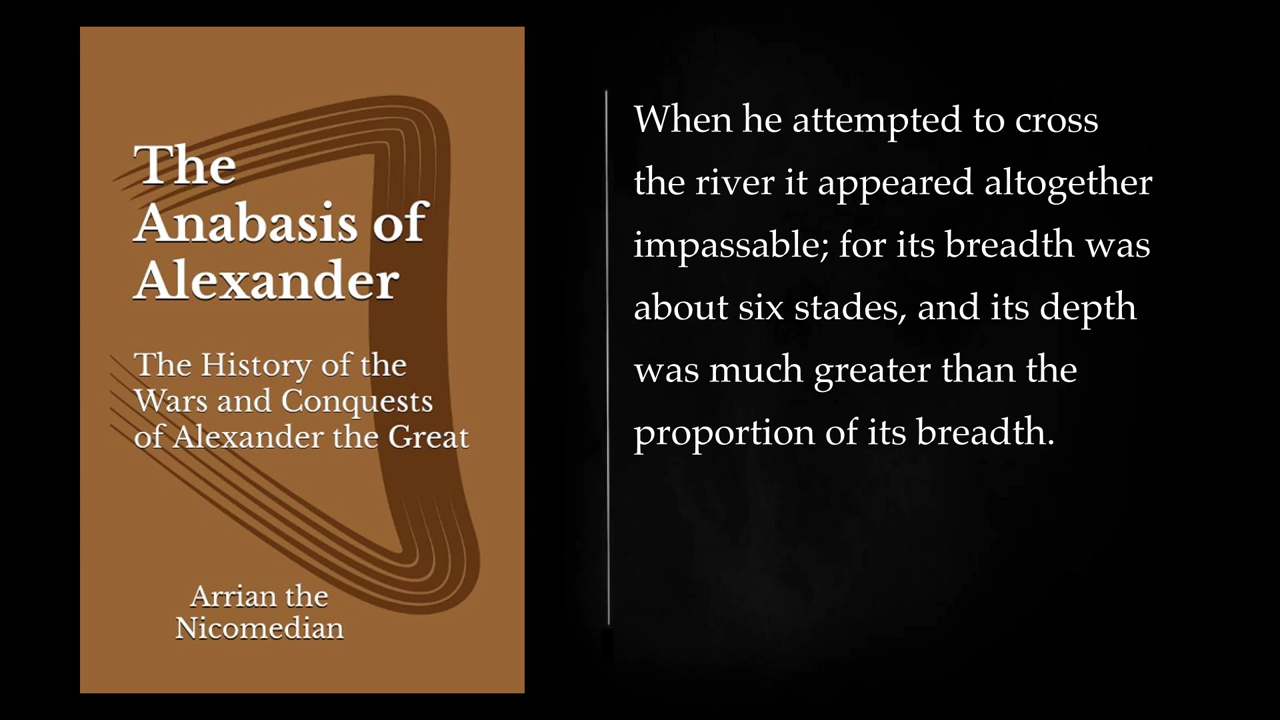 The
Anabasis of
Alexander
The History of the
Wars and Conquests
of Alexander the Great
Arrian the
Nicomedian
When he attempted to cross
the river it appeared altogether
impassable; for its breadth was
about six stades, and its depth
was much greater than the
proportion of its breadth.